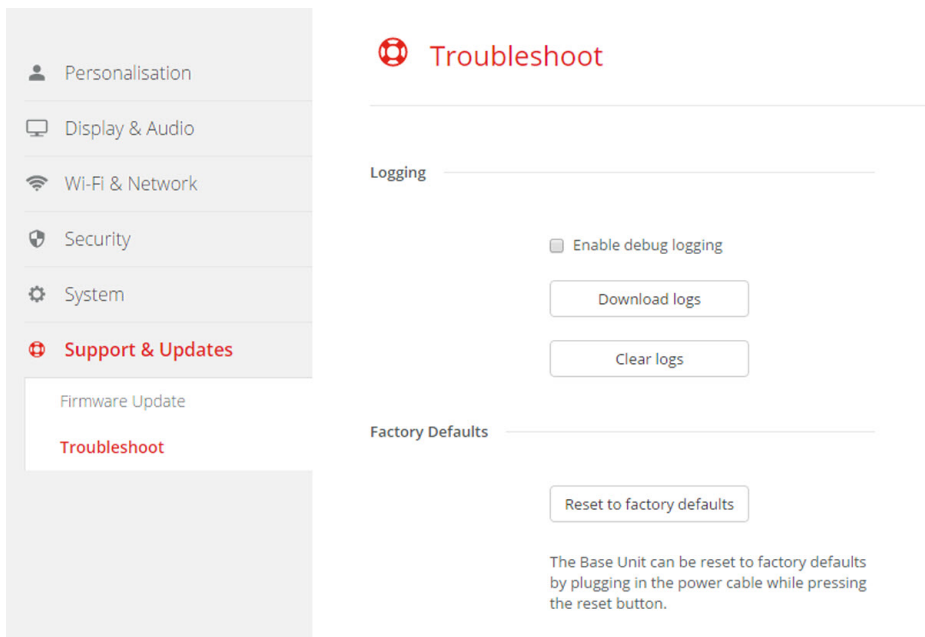 Personalisation
Display & Audio
Wi-Fi & Network
Security
System
Support & Updates
Firmware Update
Troubleshoot
Troubleshoot
Logging
Enable debug logging
Download logs
Clear logs
Factory Defaults
Reset to factory defaults
The Base Unit can be reset to factory defaults
by plugging in the power cable while pressing
the reset button.